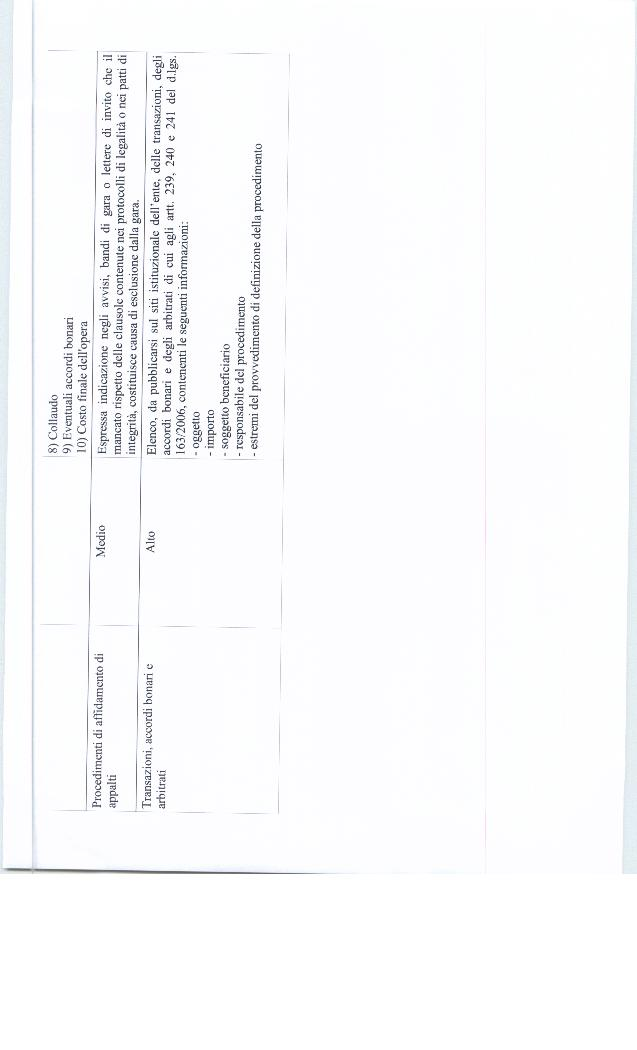 8) Collaudo
9) Eventuali accordi bonari
10) Costo finale dell'opera
Procedimenti di affidamento di
appalti
Medio
Espressa indicazione negli avvisi, bandi di gara o lettere di invito che il
mancato rispetto delle clausole contenute nei protocolli di legalità o nei patti di
integrità, costituisce causa di esclusione dalla gara.
Transazioni, accordi bonari e
arbitrati
Alto
Elenco, da pubblicarsi sul siti istituzionale dell'ente, delle transazioni, degli
accordi bonari e degli arbitrati di cui agli artt. 239, 240 e 241 del d.lgs.
163/2006, contenenti le seguenti informazioni:
- oggetto
- importo
- soggetto beneficiario
- responsabile del procedimento
- estremi del provvedimento di definizione della procedimento